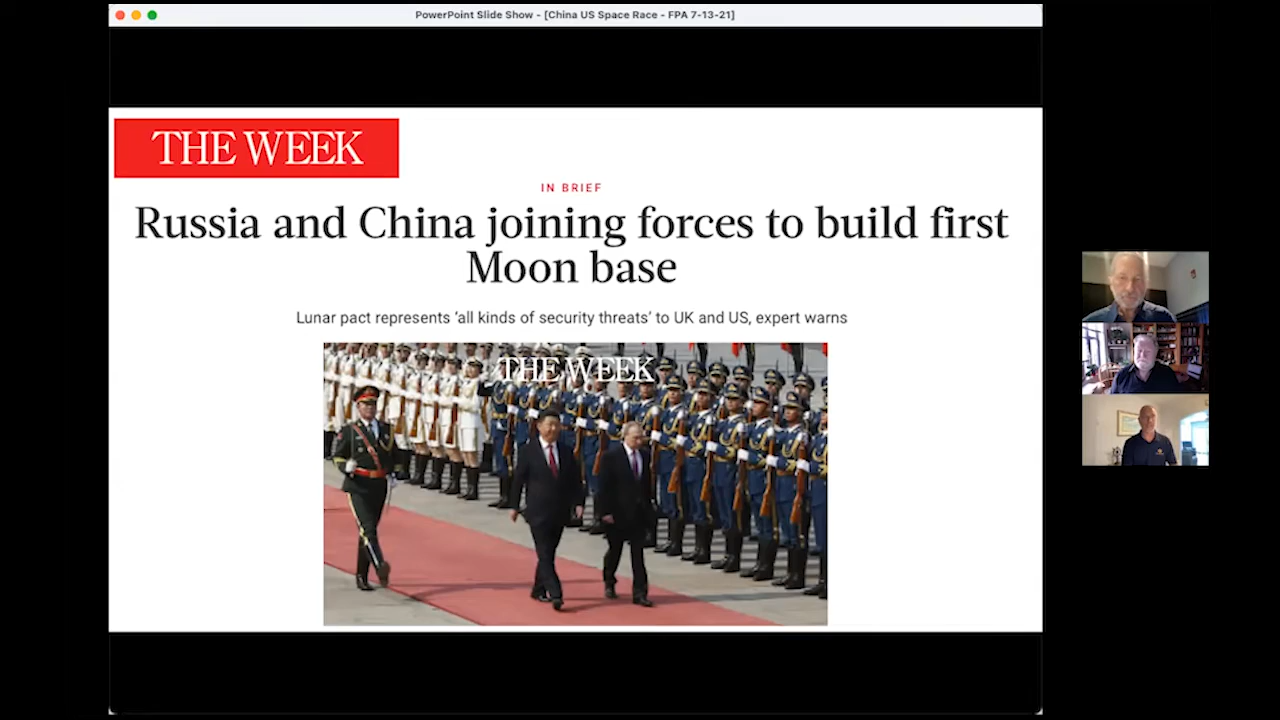 PowerPoint Slide Show - [China US Space Race - FPA 7-13-21]
THE WEEK
IN BRIEF
Russia and China joining forces to build first
Moon base
Lunar pact represents ‘all kinds of security threats’ to UK and US, expert warns
THE WEEK